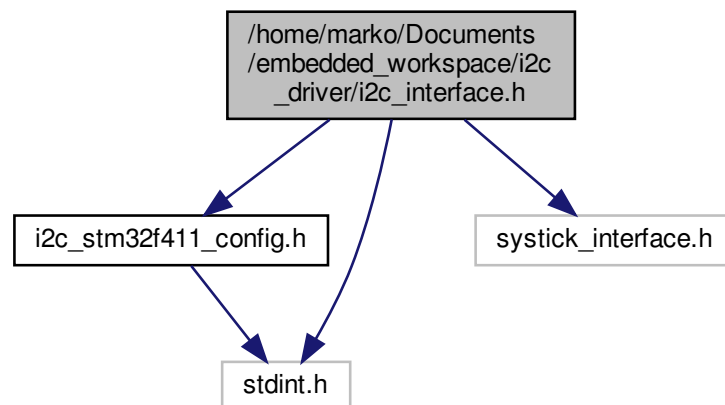 /home/marko/Documents
/embedded_workspace/i2c
_driver/i2c_interface.h
i2c_stm32f411_config.h
systick_interface.h
stdint.h